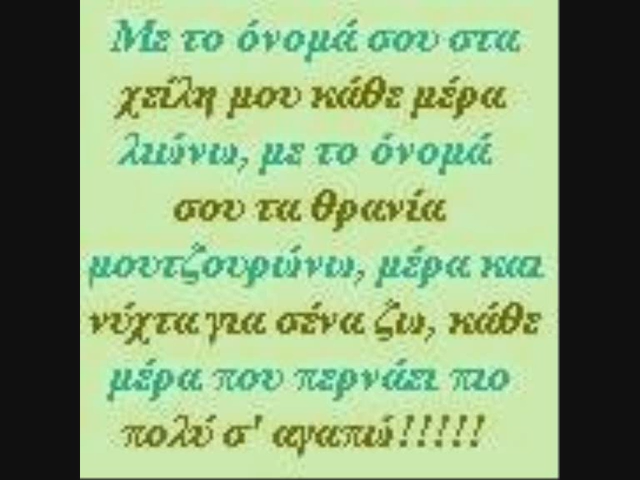 Με το όνομά σου στα
χείλη μου κάθε μέρα
λιώνω, με το όνομά
σου τα θρανία
μουτζουριώνω, μέρα και
νύχτα για σένα ζω, κάθε
μέρα που περνάει πιο
πολύ σ' αγαπώ!!!!!